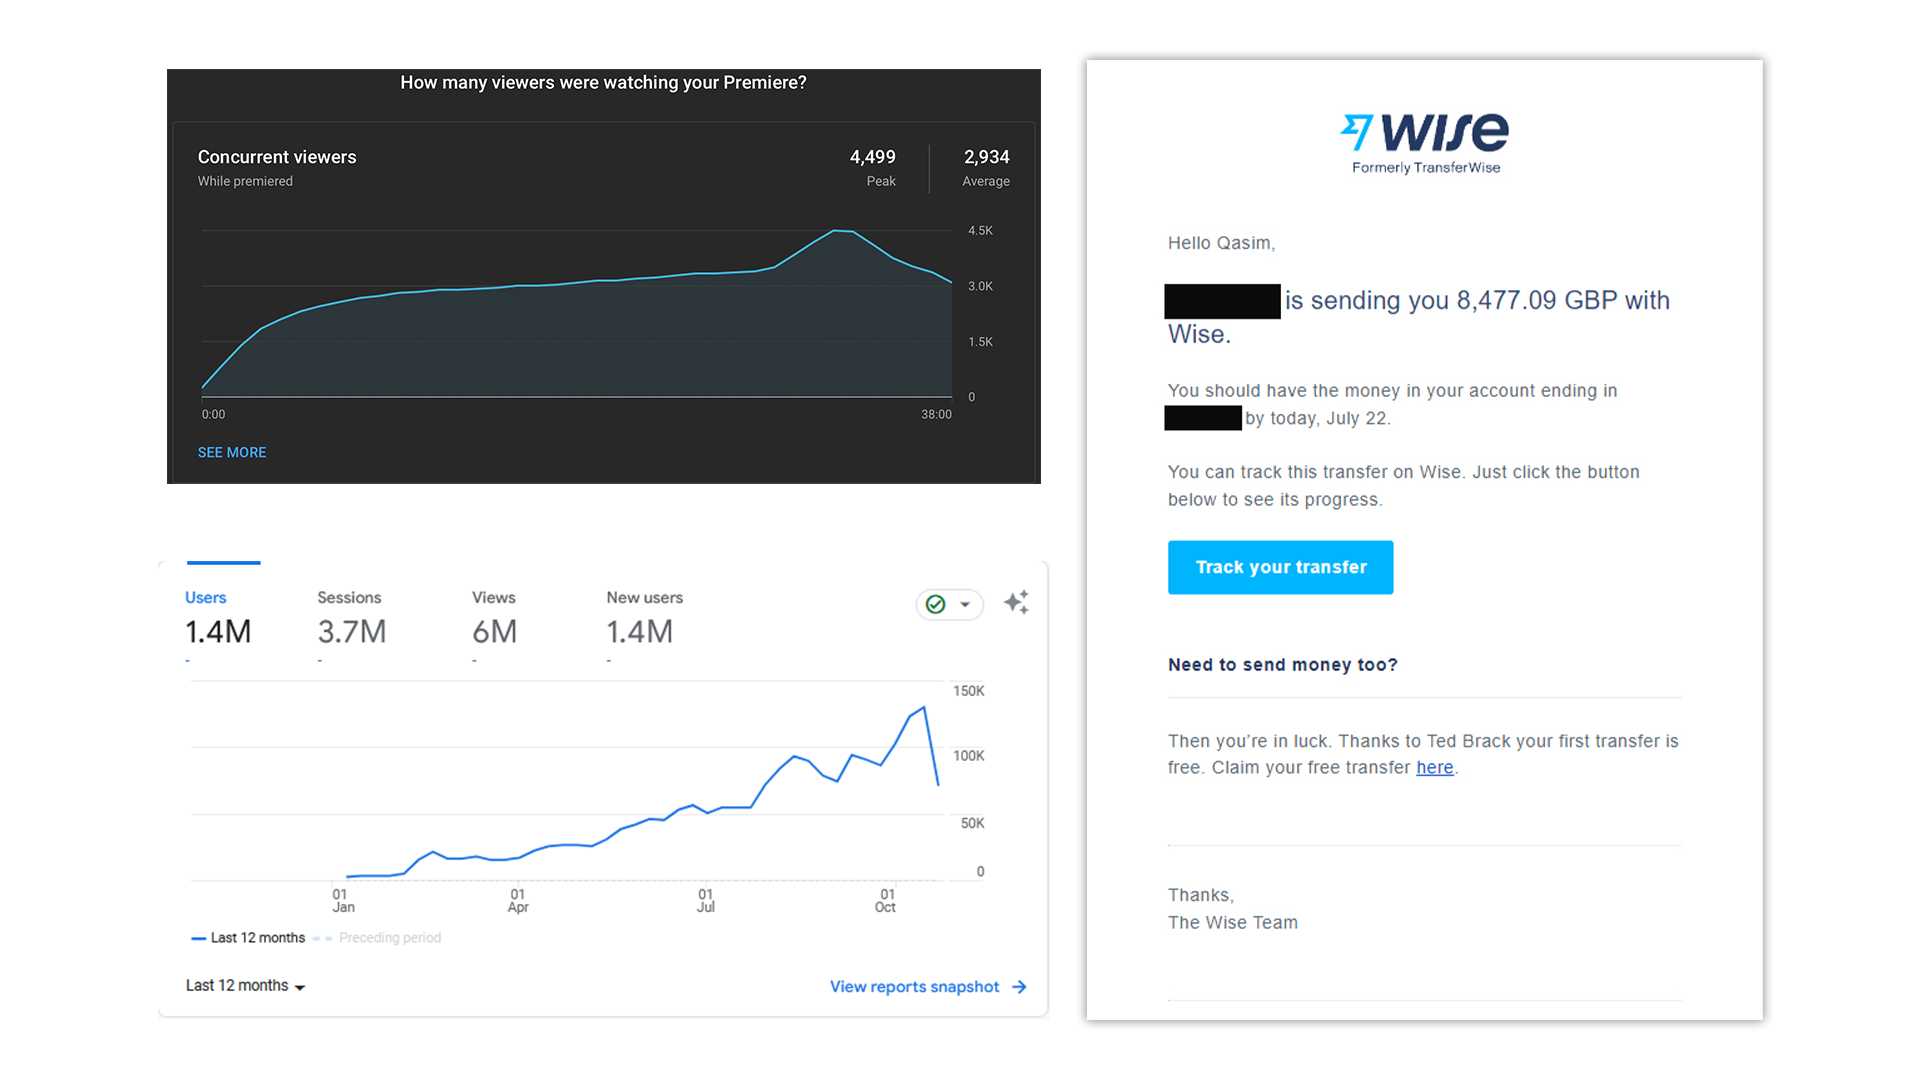 How many viewers were watching your Premiere?
Concurrent viewers
While premiered
4,499
Peak
2,934
Average
4.5K
3.0K
1.5K
0
0:00
38:00
SEE MORE
Users
Sessions
Views
New users
1.4M
3.7M
6M
1.4M
-
-
-
-
150K
100K
50K
0
01
Jan
01
Apr
01
Jul
01
Oct
Last 12 months
Preceding period
Last 12 months
View reports snapshot
wise
Formerly TransferWise
Hello Qasim,
is sending you 8,477.09 GBP with
Wise.
You should have the money in your account ending in
by today, July 22.
You can track this transfer on Wise. Just click the button
below to see its progress.
Track your transfer
Need to send money too?
Then you’re in luck. Thanks to Ted Brack your first transfer is
free. Claim your free transfer here.
Thanks,
The Wise Team